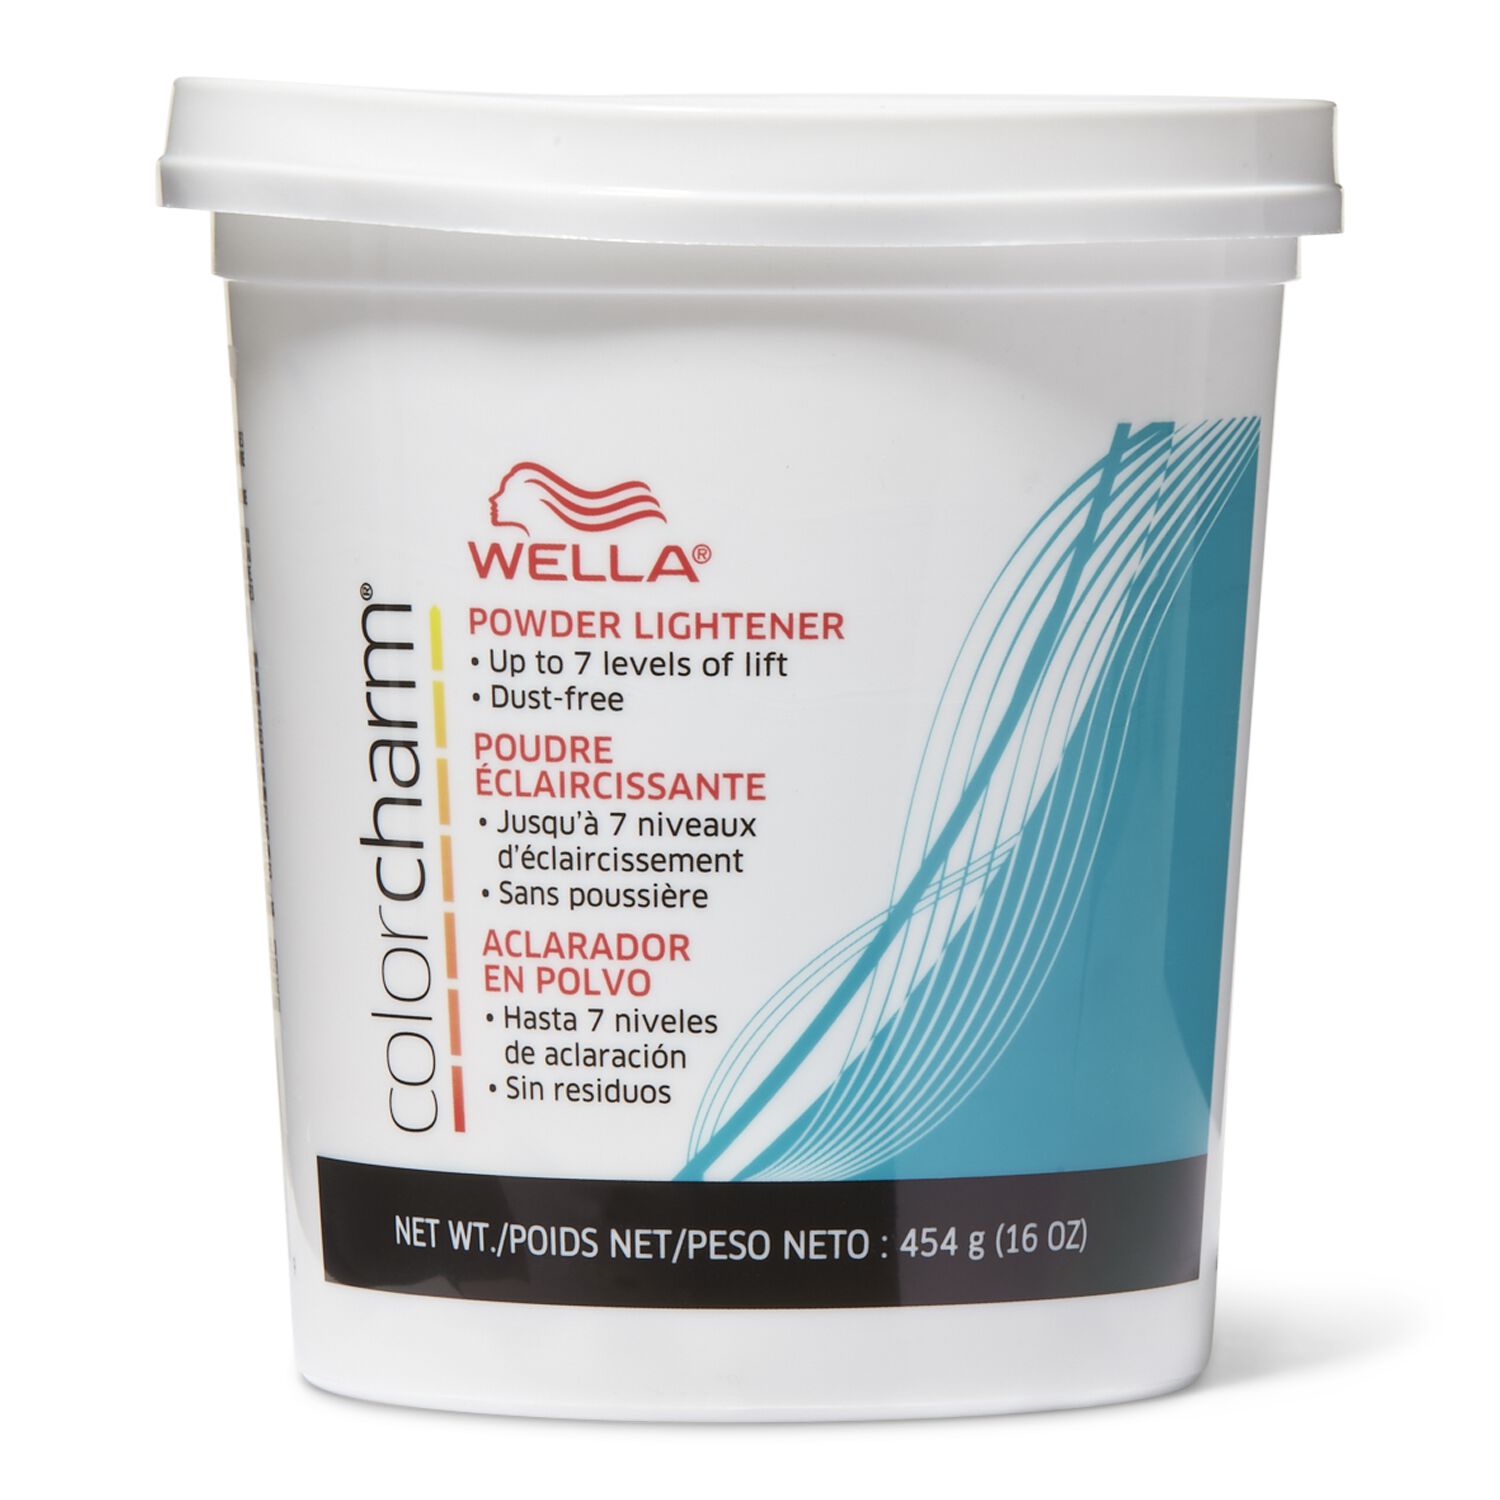 WELLA®
colorcharm®
POWDER LIGHTENER
• Up to 7 levels of lift
• Dust-free
POUDRE
ÉCLAIRCISSANTE
• Jusqu'à 7 niveaux
d'éclaircissement
• Sans poussière
ACLARADOR
EN POLVO
• Hasta 7 niveles
de aclaración
• Sin residuos
NET WT./POIDS NET/PESO NETO : 454 g (16 OZ)